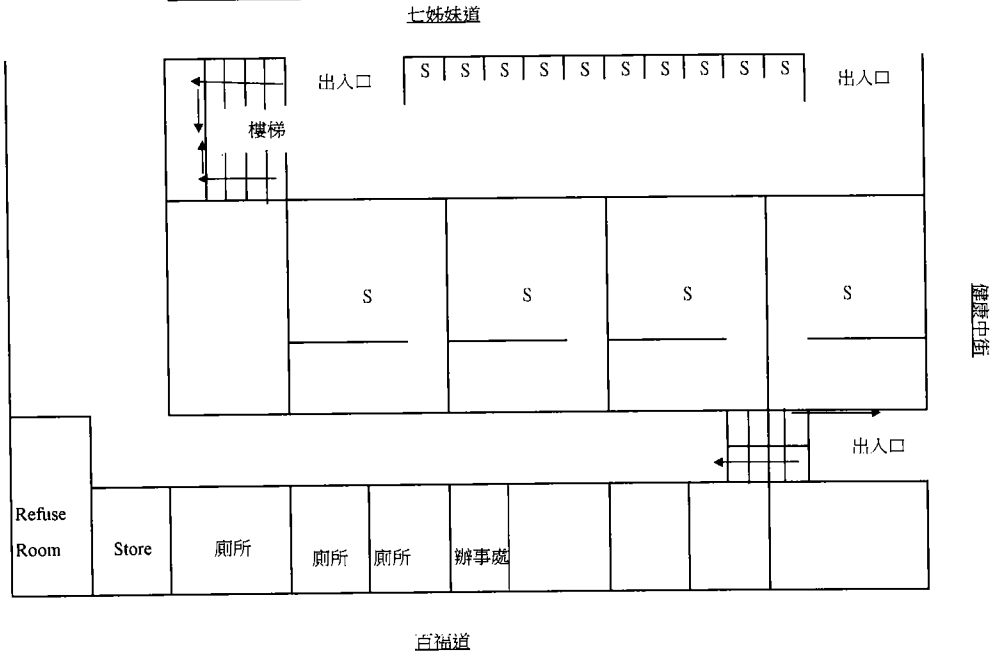 七姊妹道
出入口
S S S S S S S S S S
出入口
樓梯
S S S S
健康中街
出入口
Refuse
Room
Store
廁所
廁所
廁所
辦事處
百福道